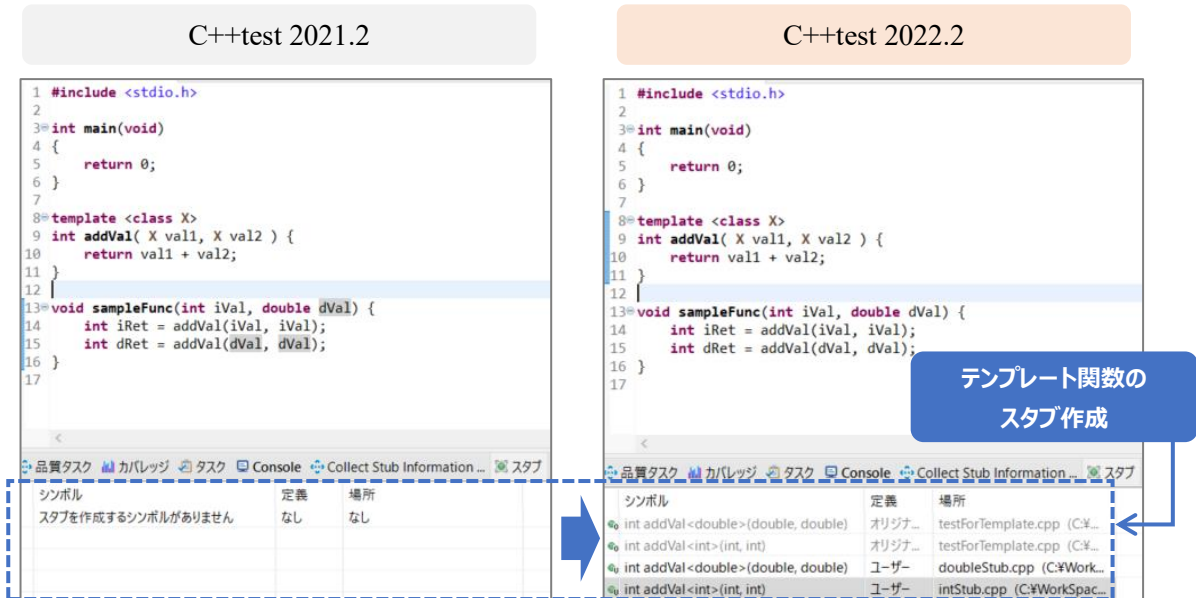 C++test 2021.2
1 #include <stdio.h>
2
3 int main(void)
4 {
5     return 0;
6 }
7
8 template <class X>
9 int addVal( X val1, X val2 ) {
10     return val1 + val2;
11 }
12
13 void sampleFunc(int iVal, double dVal) {
14     int iRet = addVal(iVal, iVal);
15     int dRet = addVal(dVal, dVal);
16 }
17
品質タスク カバレッジ タスク Console Collect Stub Information ... スタブ
シンボル 定義 場所
スタブを作成するシンボルがありません なし なし
C++test 2022.2
1 #include <stdio.h>
2
3 int main(void)
4 {
5     return 0;
6 }
7
8 template <class X>
9 int addVal( X val1, X val2 ) {
10     return val1 + val2;
11 }
12
13 void sampleFunc(int iVal, double dVal) {
14     int iRet = addVal(iVal, iVal);
15     int dRet = addVal(dVal, dVal);
16 }
17
テンプレート関数の
スタブ作成
品質タスク カバレッジ タスク Console Collect Stub Information ... スタブ
シンボル 定義 場所
int addVal<double>(double, double) オリジナ... testForTemplate.cpp (C:¥...
int addVal<int>(int, int) オリジナ... testForTemplate.cpp (C:¥...
int addVal<double>(double, double) ユーザー doubleStub.cpp (C:¥Work...
int addVal<int>(int, int) ユーザー intStub.cpp (C:¥WorkSpac...